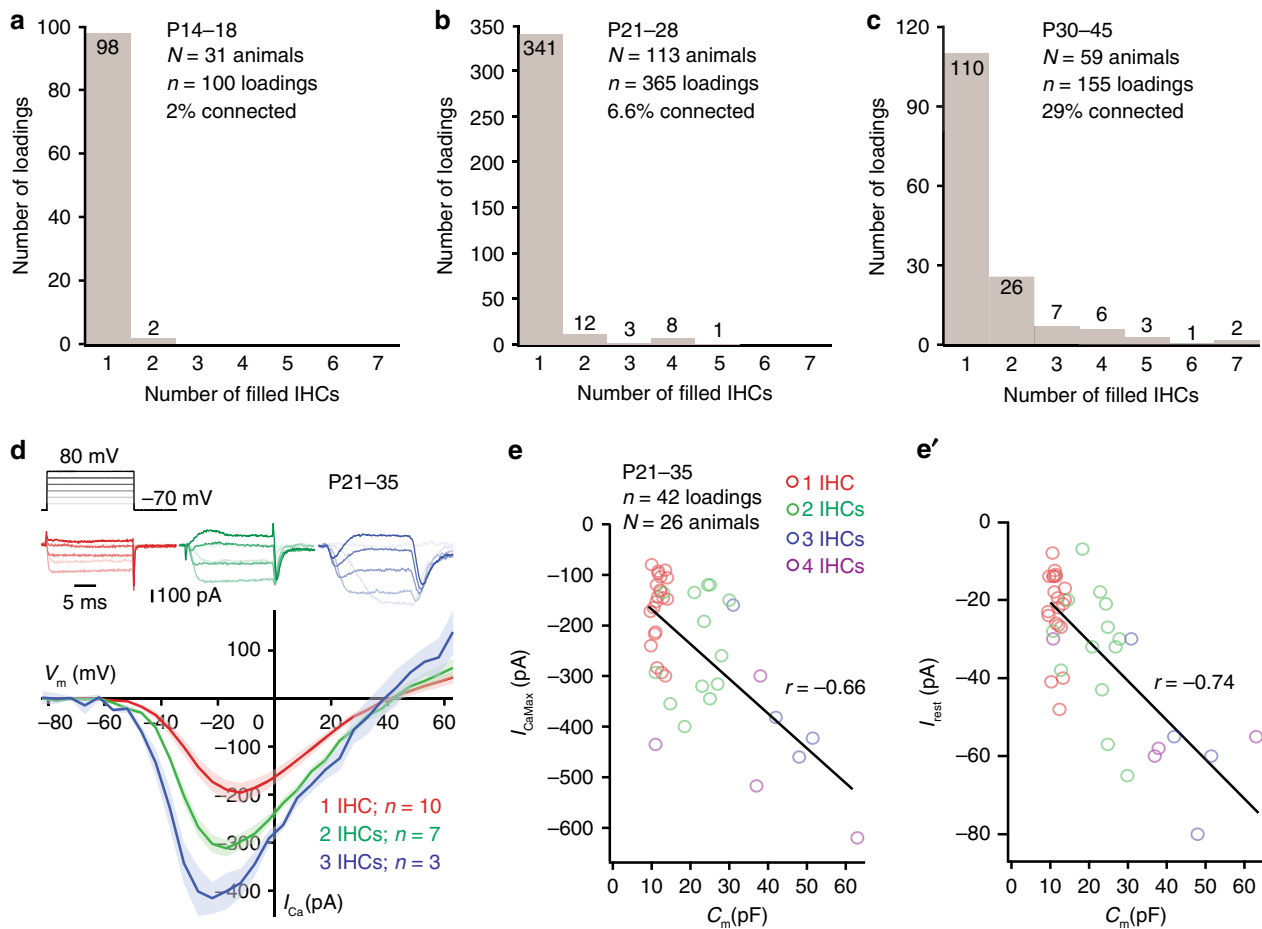 a
P14–18
N = 31 animals
n = 100 loadings
2% connected
Number of loadings
100
80
60
40
20
0
98
2
1 2 3 4 5 6 7
Number of filled IHCs
b
P21–28
N = 113 animals
n = 365 loadings
6.6% connected
Number of loadings
350
300
250
200
150
100
50
0
341
12
3
8
1
1 2 3 4 5 6 7
Number of filled IHCs
c
P30–45
N = 59 animals
n = 155 loadings
29% connected
Number of loadings
120
90
60
30
0
110
26
7
6
3
1
2
1 2 3 4 5 6 7
Number of filled IHCs
d
80 mV
–70 mV
P21–35
5 ms
100 pA
100
Vm (mV)
–80 –60 –40 –20 0 20 40 60
–100
–200
–300
–400
1 IHC; n = 10
2 IHCs; n = 7
3 IHCs; n = 3
ICa(pA)
e
P21–35
n = 42 loadings
N = 26 animals
1 IHC
2 IHCs
3 IHCs
4 IHCs
ICaMax (pA)
0
–100
–200
–300
–400
–500
–600
r = –0.66
0 10 20 30 40 50 60
Cm(pF)
e′
Irest (pA)
0
–20
–40
–60
–80
r = –0.74
0 10 20 30 40 50 60
Cm(pF)